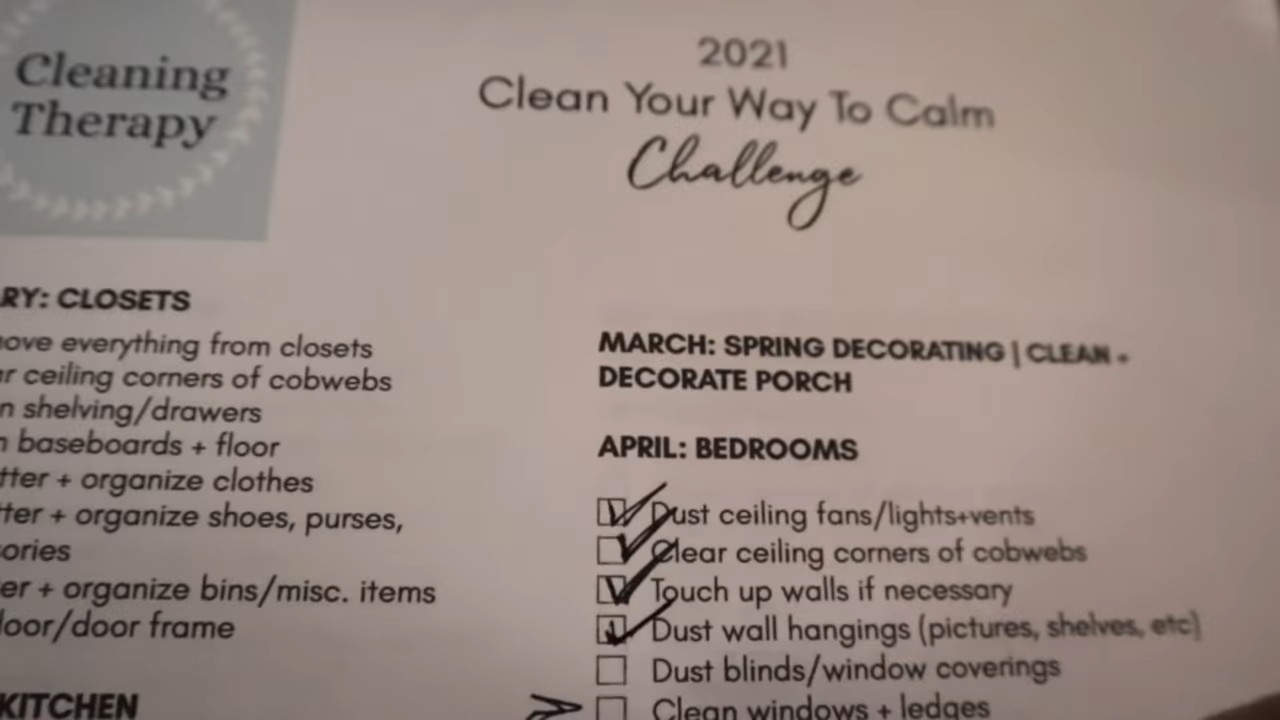 Cleaning
Therapy
2021
Clean Your Way To Calm
Challenge
RY: CLOSETS
ove everything from closets
r ceiling corners of cobwebs
n shelving/drawers
baseboards + floor
tter + organize clothes
ter + organize shoes, purses,
ories
er + organize bins/misc. items
loor/door frame
KITCHEN
MARCH: SPRING DECORATING | CLEAN +
DECORATE PORCH
APRIL: BEDROOMS
Dust ceiling fans/lights+vents
Clear ceiling corners of cobwebs
Touch up walls if necessary
Dust wall hangings (pictures, shelves, etc)
Dust blinds/window coverings
Clean windows + ledges